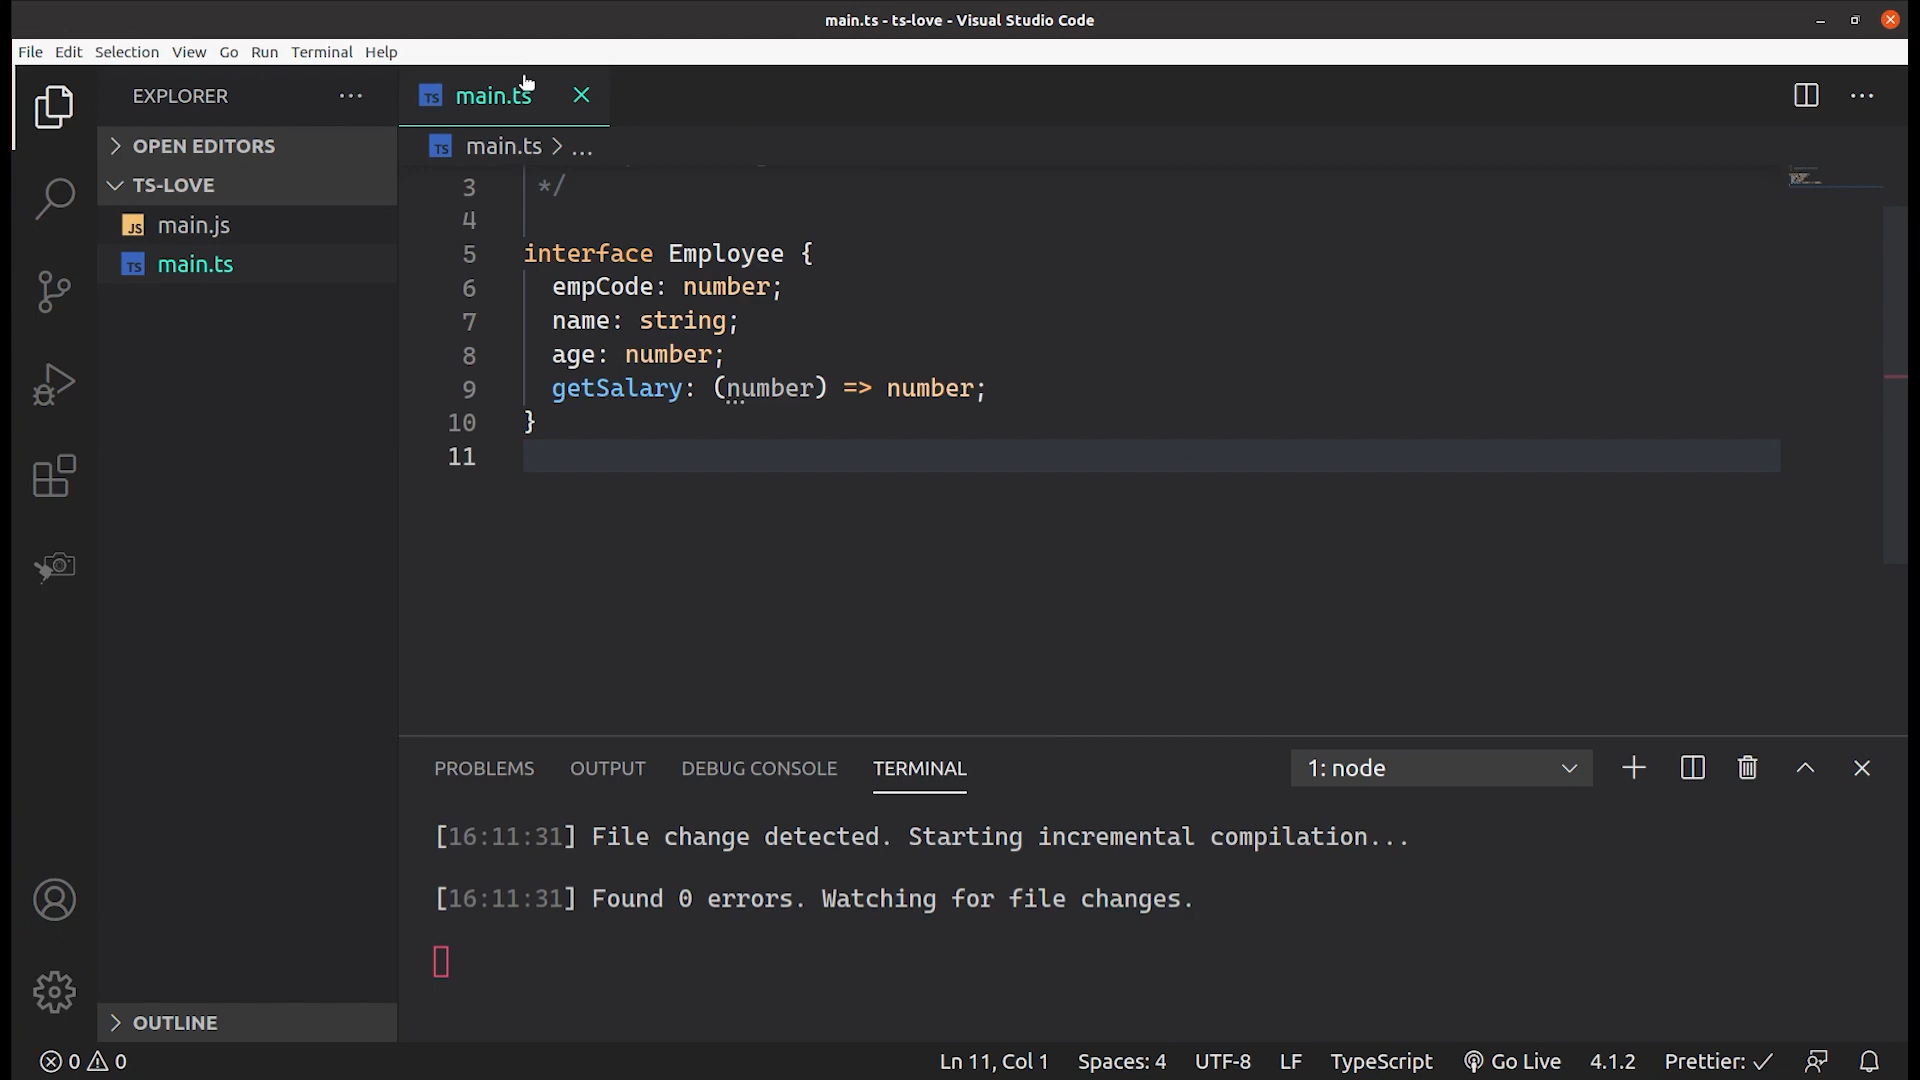 main.ts - ts-love - Visual Studio Code
File Edit Selection View Go Run Terminal Help
EXPLORER ...
TS main.ts
OPEN EDITORS
TS main.ts > ...
TS-LOVE
JS main.js
TS main.ts
3 */
4
5 interface Employee {
6 empCode: number;
7 name: string;
8 age: number;
9 getSalary: (number) => number;
10 }
11
PROBLEMS OUTPUT DEBUG CONSOLE TERMINAL 1: node
[16:11:31] File change detected. Starting incremental compilation...
[16:11:31] Found 0 errors. Watching for file changes.
OUTLINE
0 0 Ln 11, Col 1 Spaces: 4 UTF-8 LF TypeScript Go Live 4.1.2 Prettier: ✓